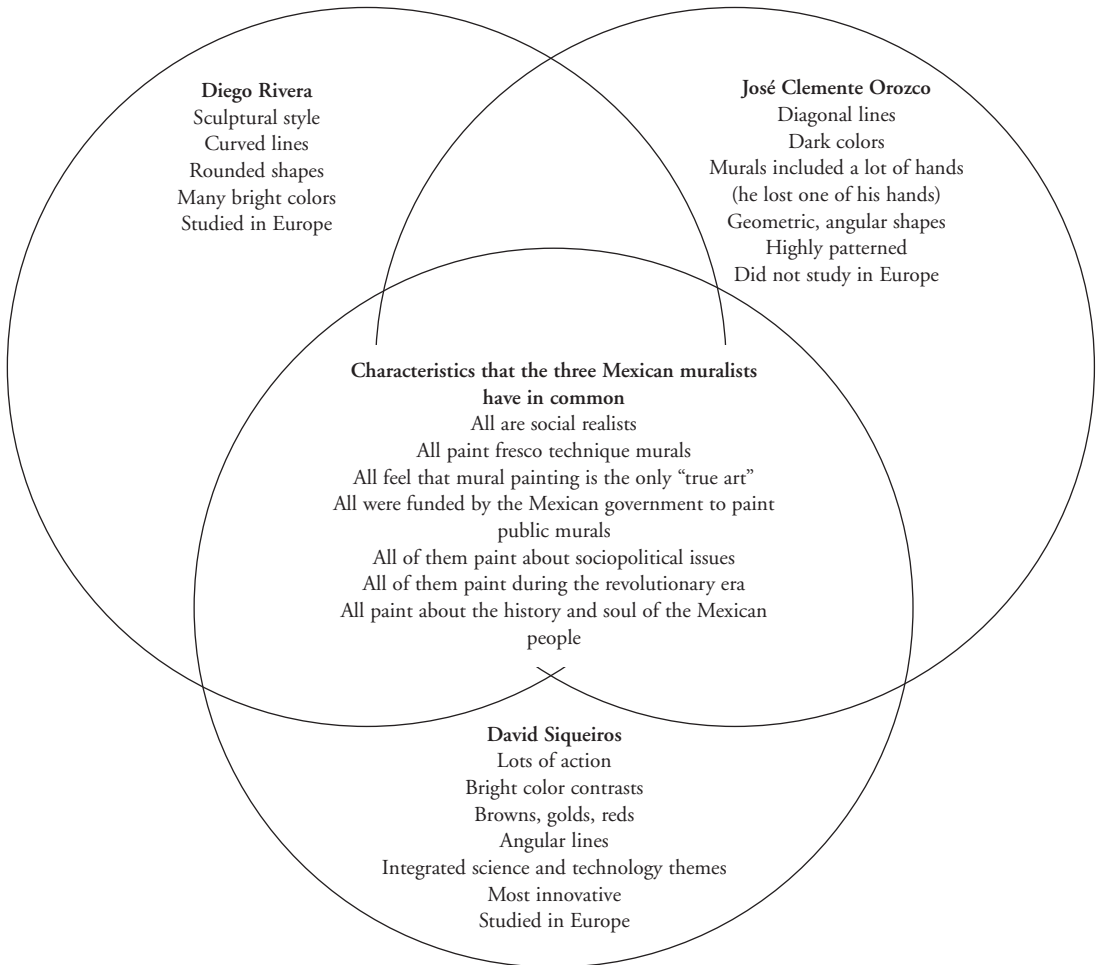 Diego Rivera
Sculptural style
Curved lines
Rounded shapes
Many bright colors
Studied in Europe
José Clemente Orozco
Diagonal lines
Dark colors
Murals included a lot of hands
(he lost one of his hands)
Geometric, angular shapes
Highly patterned
Did not study in Europe
Characteristics that the three Mexican muralists
have in common
All are social realists
All paint fresco technique murals
All feel that mural painting is the only “true art”
All were funded by the Mexican government to paint
public murals
All of them paint about sociopolitical issues
All of them paint during the revolutionary era
All paint about the history and soul of the Mexican
people
David Siqueiros
Lots of action
Bright color contrasts
Browns, golds, reds
Angular lines
Integrated science and technology themes
Most innovative
Studied in Europe